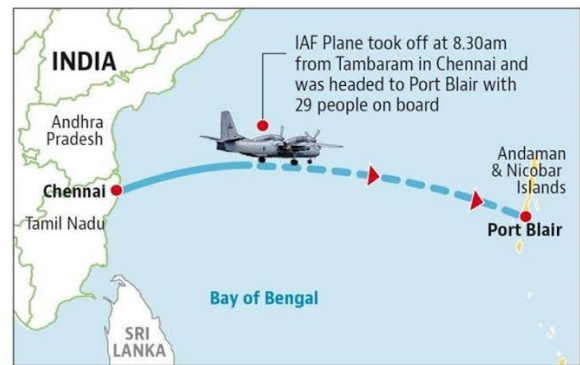 IAF Plane took off at 8.30am
from Tambaram in Chennai and
was headed to Port Blair with
29 people on board
INDIA
Andhra
Pradesh
Chennai
Tamil Nadu
Andaman
& Nicobar
Islands
Port Blair
Bay of Bengal
SRI
LANKA